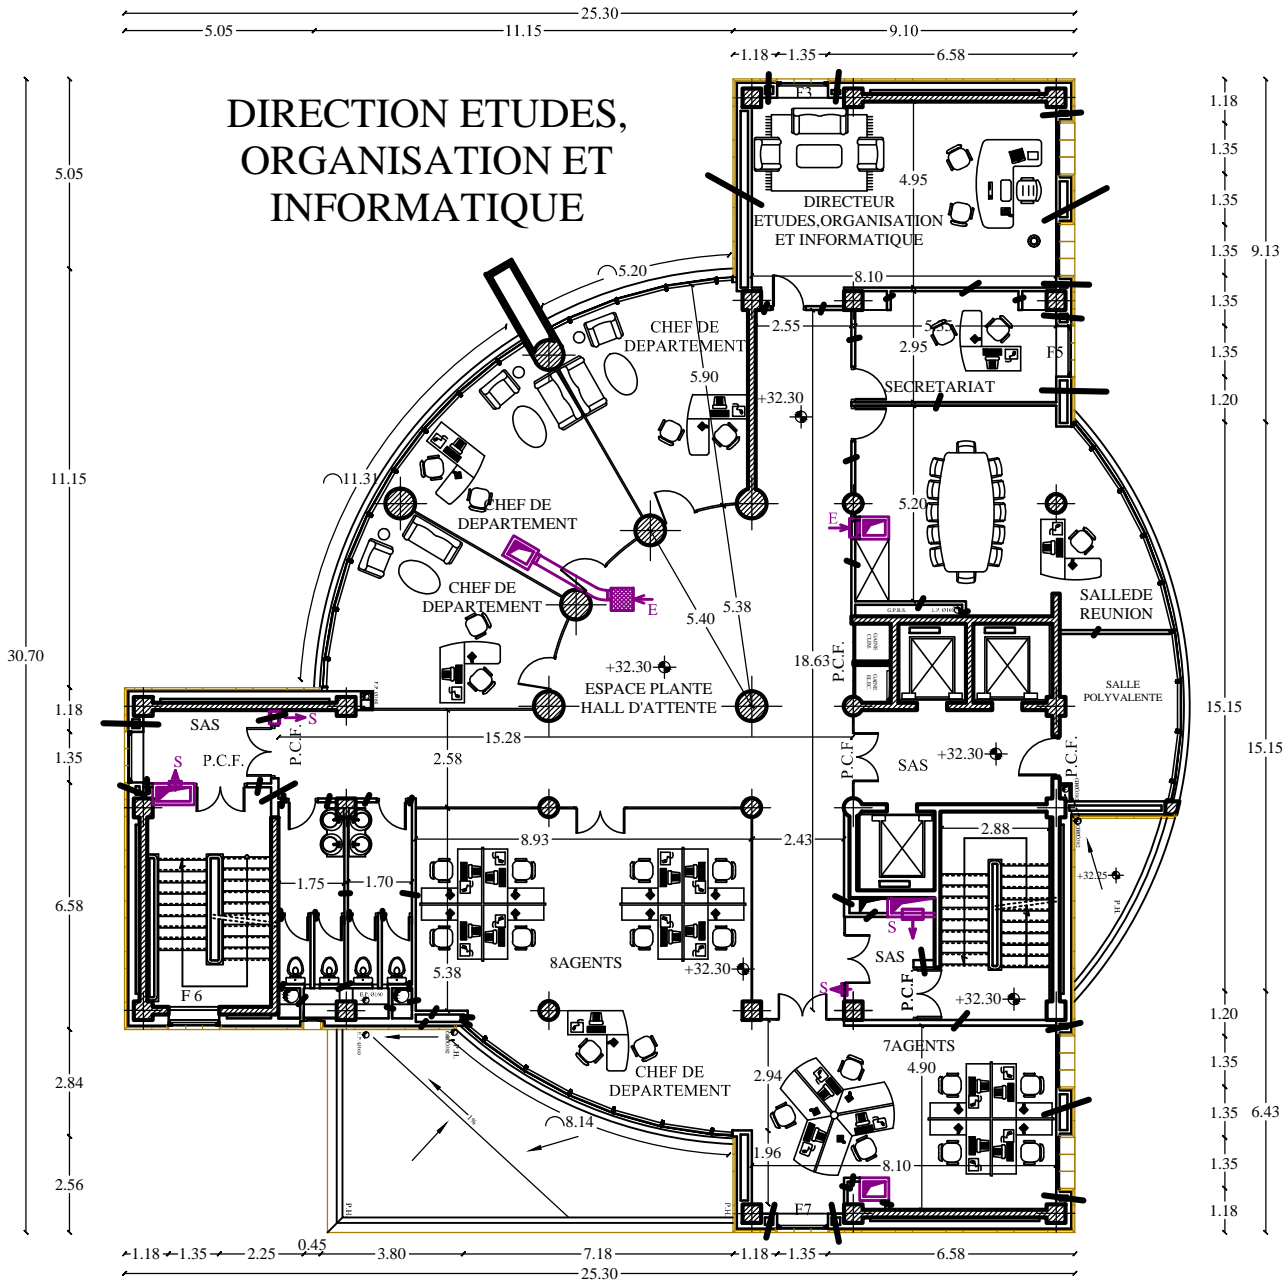 25.30
5.05
11.15
9.10
1.18
1.35
6.58
DIRECTION ETUDES,
ORGANISATION ET
INFORMATIQUE
F3
4.95
DIRECTEUR
ETUDES,ORGANISATION
ET INFORMATIQUE
8.10
5.05
11.15
30.70
1.18
1.35
6.58
2.84
2.56
1.18
1.35
1.35
1.35
1.35
1.35
1.20
9.13
15.15
15.15
1.20
1.35
1.35
1.35
1.18
6.43
5.20
CHEF DE
DEPARTEMENT
5.90
2.55
5.35
2.95
F5
SECRETARIAT
+32.30
11.31
CHEF DE
DEPARTEMENT
5.20
E
CHEF DE
DEPARTEMENT
E
5.38
5.40
SALLEDE
REUNION
G.P.B.S.
GAINE
GAINE
P.C.F.
18.63
+32.30
ESPACE PLANTE
HALL D'ATTENTE
SALLE
POLYVALENTE
SAS
S
P.C.F.
P.C.F.
15.28
2.58
S
P.C.F.
SAS
+32.30
P.C.F.
8.93
2.43
2.88
+32.25
P.H
1.75
1.70
S
5.38
8AGENTS
+32.30
SAS
S
P.C.F
+32.30
F 6
7AGENTS
4.90
CHEF DE
DEPARTEMENT
2.94
P.H.
1%
8.14
1.96
8.10
F7
P.H
P.H
1.18
1.35
2.25
0.45
3.80
7.18
1.18
1.35
6.58
25.30